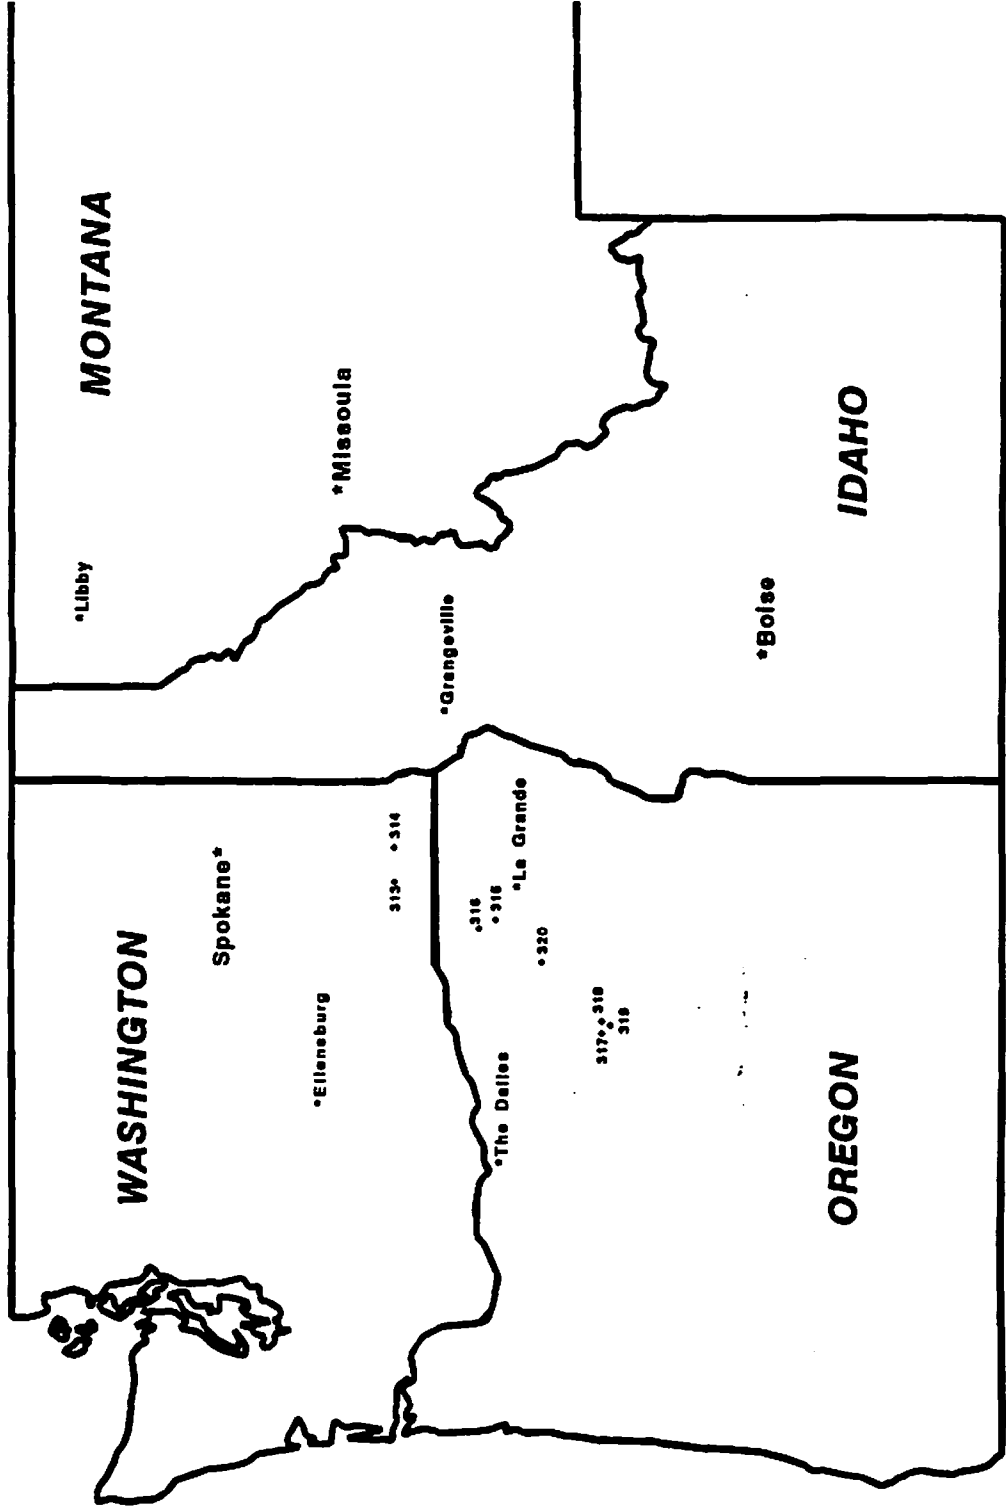 MONTANA
*Libby
*Missoula
WASHINGTON
Spokane*
*Ellensburg
313
314
*Grangeville
IDAHO
*Boise
316
316
*La Grande
320
317
318
319
*The Dalles
OREGON